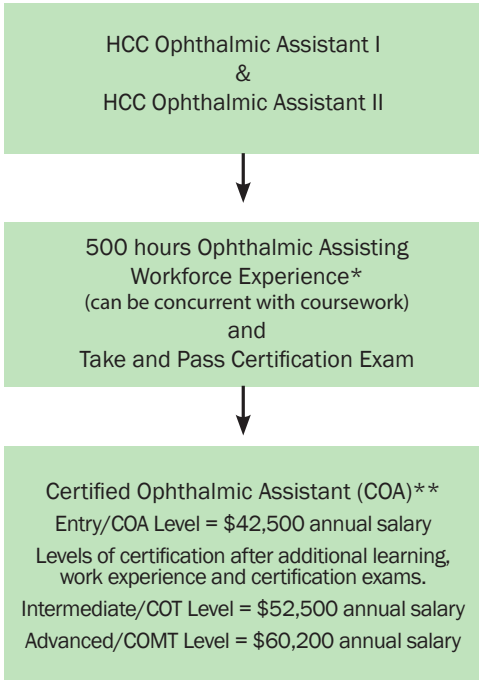 HCC Ophthalmic Assistant I
&
HCC Ophthalmic Assistant II
500 hours Ophthalmic Assisting
Workforce Experience*
(can be concurrent with coursework)
and
Take and Pass Certification Exam
Certified Ophthalmic Assistant (COA)**
Entry/COA Level = $42,500 annual salary
Levels of certification after additional learning,
work experience and certification exams.
Intermediate/COT Level = $52,500 annual salary
Advanced/COMT Level = $60,200 annual salary